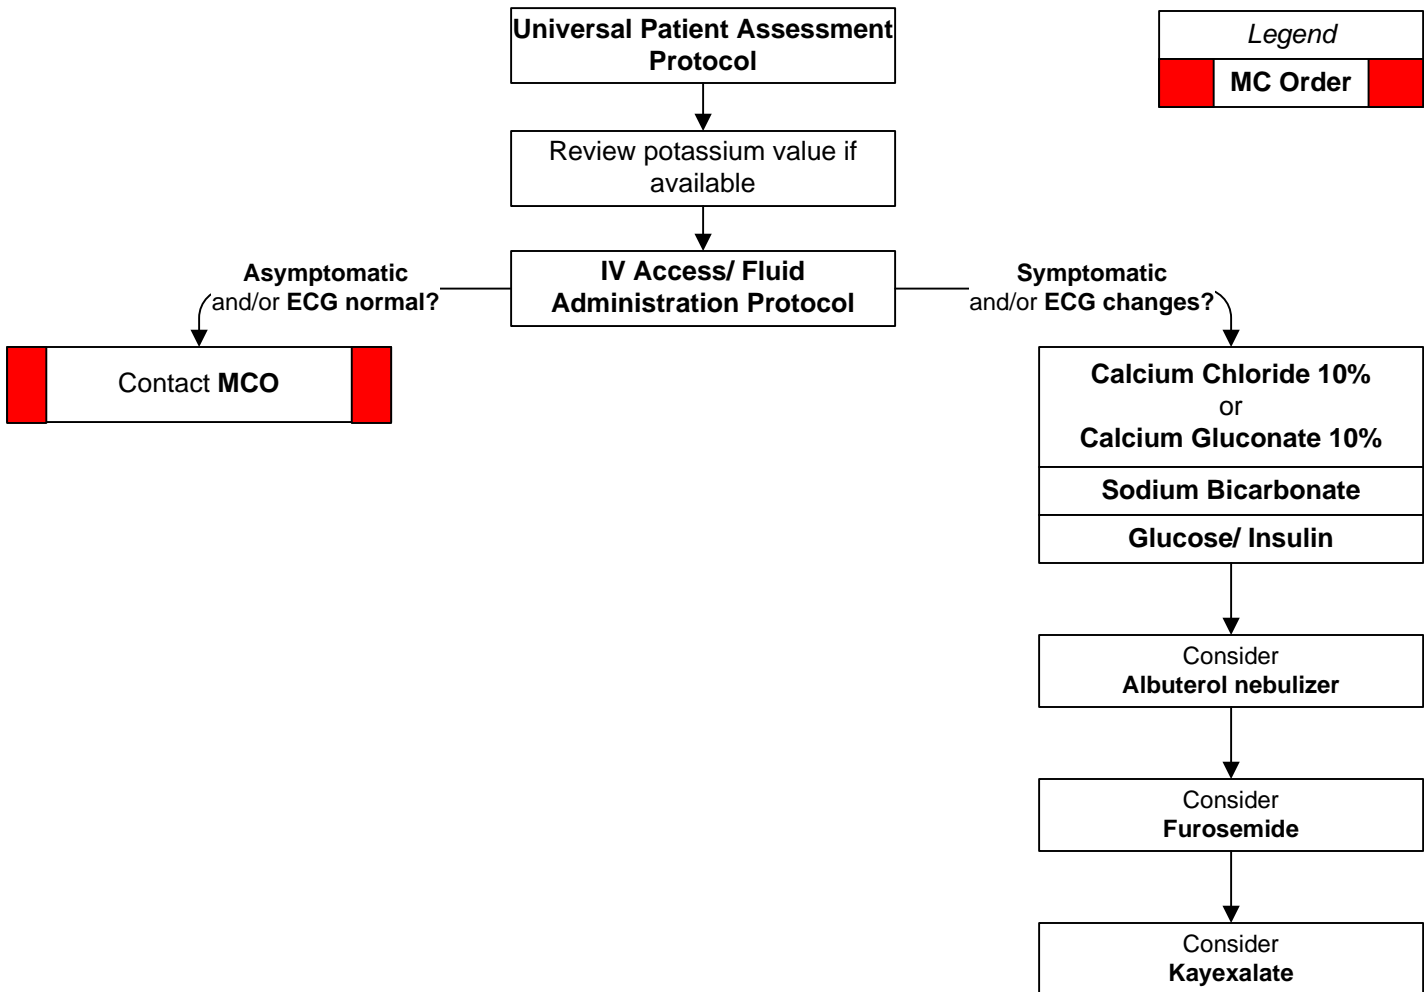 Universal Patient Assessment
Protocol
Legend
MC Order
Review potassium value if
available
IV Access/ Fluid
Administration Protocol
Asymptomatic
and/or ECG normal?
Symptomatic
and/or ECG changes?
Contact MCO
Calcium Chloride 10%
or
Calcium Gluconate 10%
Sodium Bicarbonate
Glucose/ Insulin
Consider
Albuterol nebulizer
Consider
Furosemide
Consider
Kayexalate